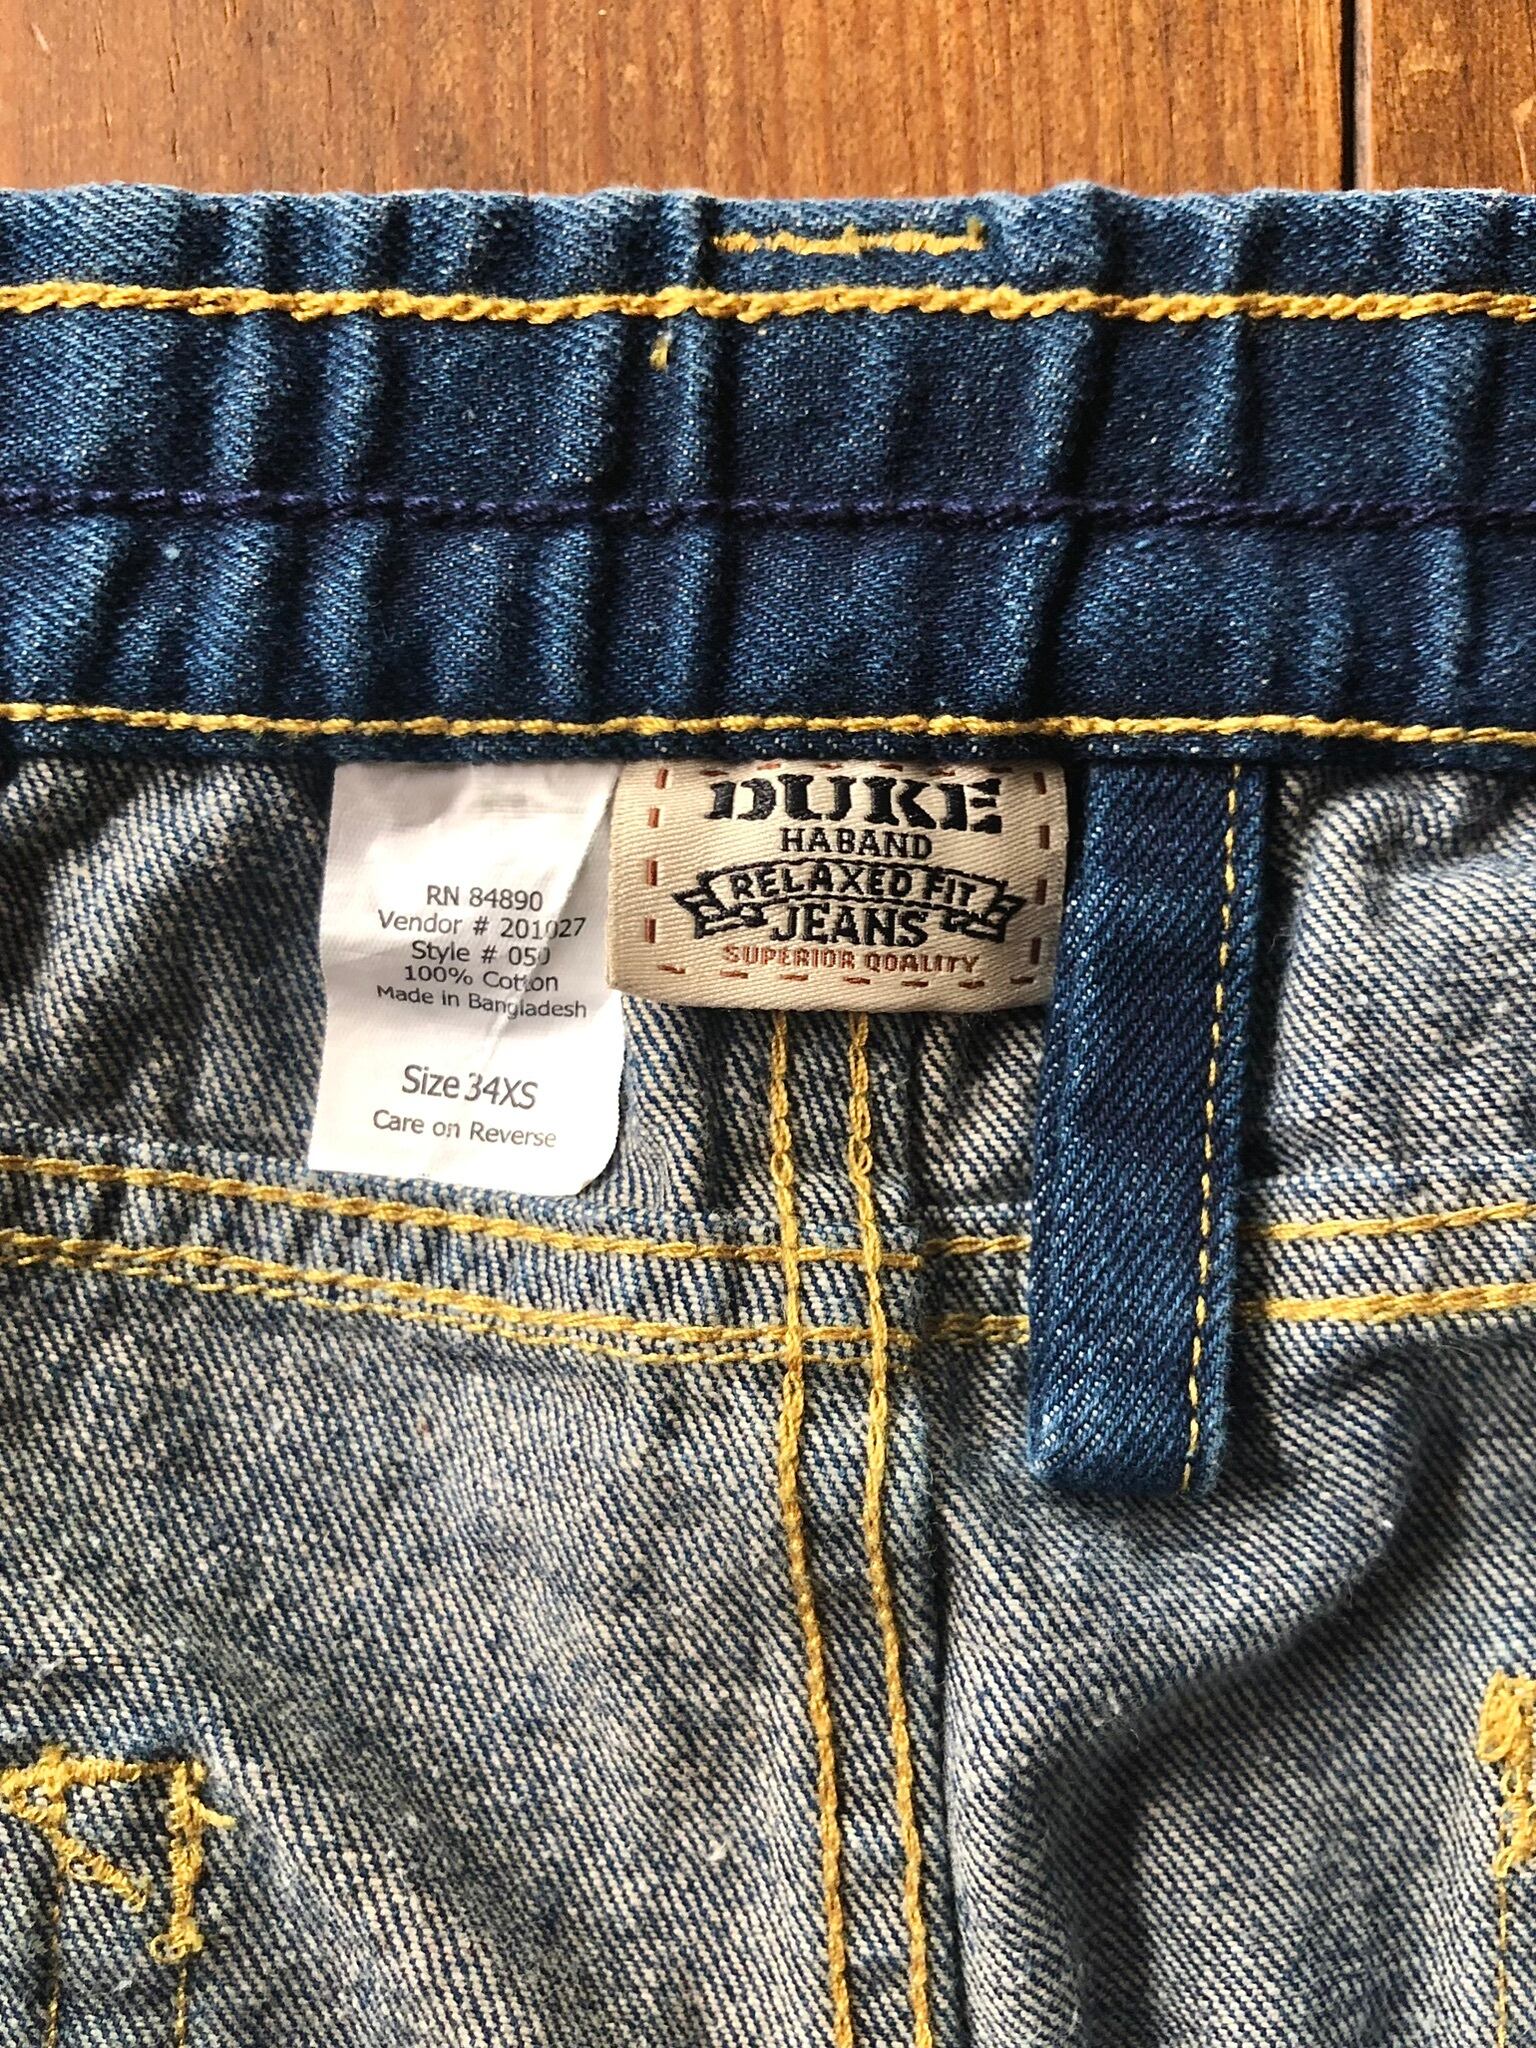 RN 84890
Vendor # 201027
Style # 050
100% Cotton
Made in Bangladesh
Size 34XS
Care on Reverse
DUKE
HABAND
RELAXED FIT
JEANS
SUPERIOR QOALITY